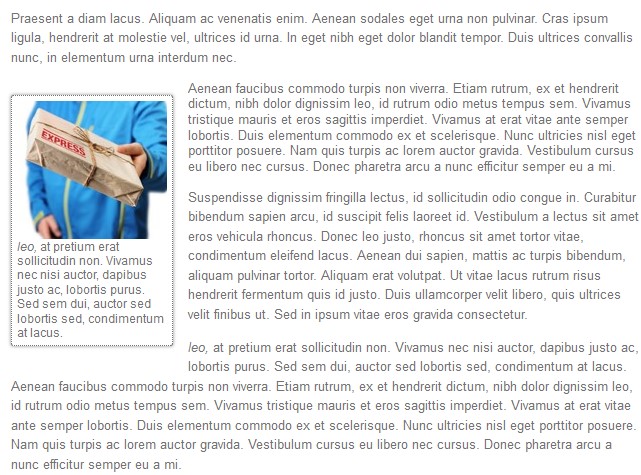 Praesent a diam lacus. Aliquam ac venenatis enim. Aenean sodales eget urna non pulvinar. Cras ipsum
ligula, hendrerit at molestie vel, ultrices id urna. In eget nibh eget dolor blandit tempor. Duis ultrices convallis
nunc, in elementum urna interdum nec.
EXPRESS
leo, at pretium erat
sollicitudin non. Vivamus
nec nisi auctor, dapibus
justo ac, lobortis purus.
Sed sem dui, auctor sed
lobortis sed, condimentum
at lacus.
Aenean faucibus commodo turpis non viverra. Etiam rutrum, ex et hendrerit
dictum, nibh dolor dignissim leo, id rutrum odio metus tempus sem. Vivamus
tristique mauris et eros sagittis imperdiet. Vivamus at erat vitae ante semper
lobortis. Duis elementum commodo ex et scelerisque. Nunc ultricies nisl eget
porttitor posuere. Nam quis turpis ac lorem auctor gravida. Vestibulum cursus
eu libero nec cursus. Donec pharetra arcu a nunc efficitur semper eu a mi.
Suspendisse dignissim fringilla lectus, id sollicitudin odio congue in. Curabitur
bibendum sapien arcu, id suscipit felis laoreet id. Vestibulum a lectus sit amet
eros vehicula rhoncus. Donec leo justo, rhoncus sit amet tortor vitae,
condimentum eleifend lacus. Aenean dui sapien, mattis ac turpis bibendum,
aliquam pulvinar tortor. Aliquam erat volutpat. Ut vitae lacus rutrum risus
hendrerit fermentum quis id justo. Duis ullamcorper velit libero, quis ultrices
velit finibus ut. Sed in ipsum vitae eros gravida consectetur.
leo, at pretium erat sollicitudin non. Vivamus nec nisi auctor, dapibus justo ac,
lobortis purus. Sed sem dui, auctor sed lobortis sed, condimentum at lacus.
Aenean faucibus commodo turpis non viverra. Etiam rutrum, ex et hendrerit dictum, nibh dolor dignissim leo,
id rutrum odio metus tempus sem. Vivamus tristique mauris et eros sagittis imperdiet. Vivamus at erat vitae
ante semper lobortis. Duis elementum commodo ex et scelerisque. Nunc ultricies nisl eget porttitor posuere.
Nam quis turpis ac lorem auctor gravida. Vestibulum cursus eu libero nec cursus. Donec pharetra arcu a
nunc efficitur semper eu a mi.